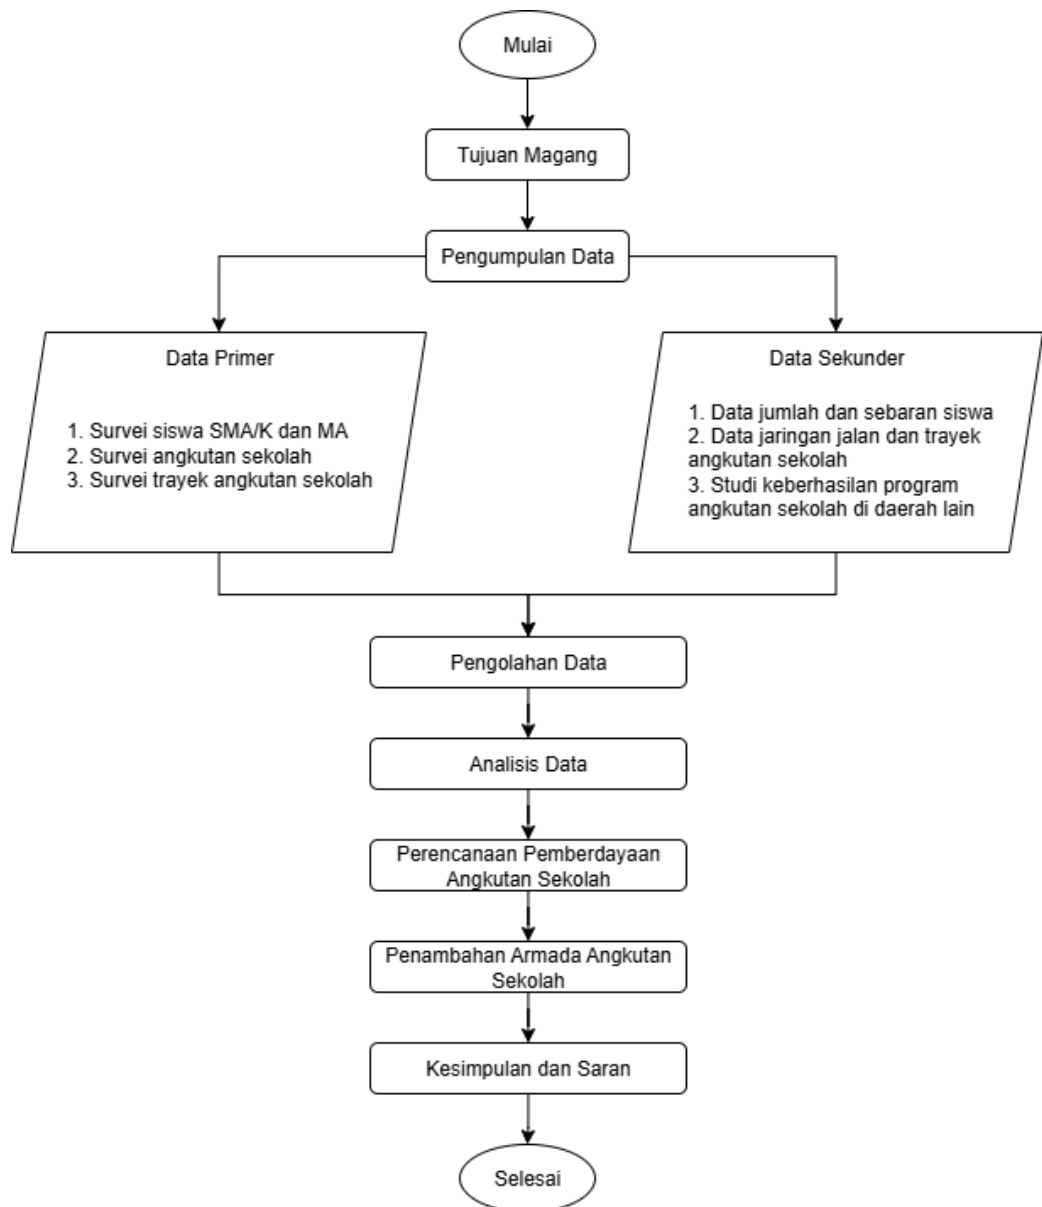 Mulai
Tujuan Magang
Pengumpulan Data
Data Primer
1. Survei siswa SMA/K dan MA
2. Survei angkutan sekolah
3. Survei trayek angkutan sekolah
Data Sekunder
1. Data jumlah dan sebaran siswa
2. Data jaringan jalan dan trayek
angkutan sekolah
3. Studi keberhasilan program
angkutan sekolah di daerah lain
Pengolahan Data
Analisis Data
Perencanaan Pemberdayaan
Angkutan Sekolah
Penambahan Armada Angkutan
Sekolah
Kesimpulan dan Saran
Selesai